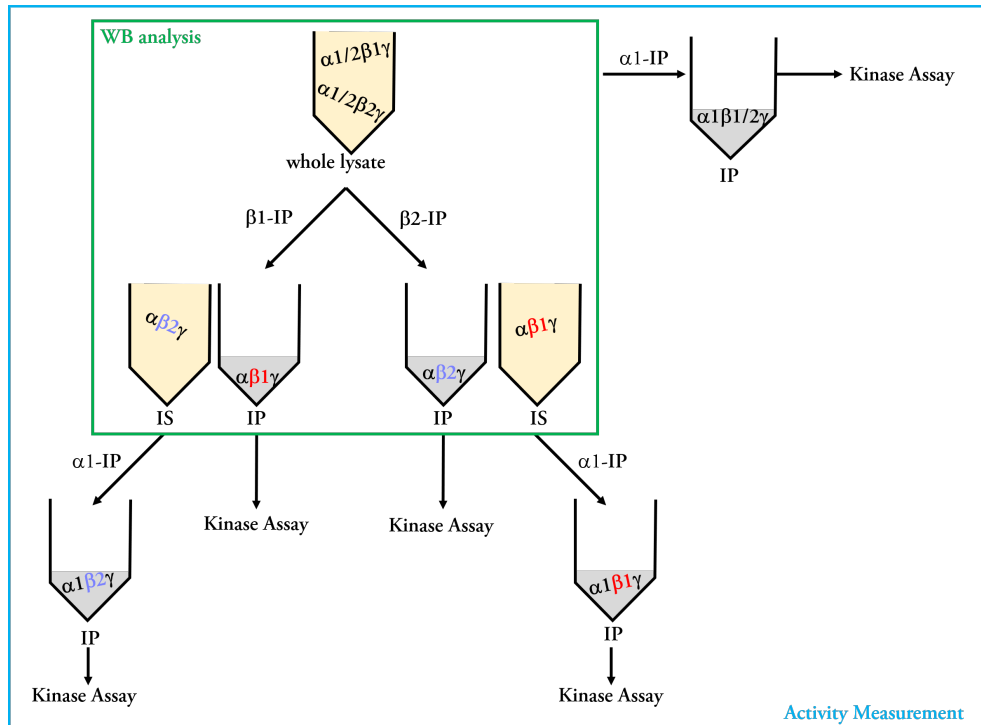 WB analysis
α1/2β1γ
α1/2β2γ
whole lysate
α1-IP
α1β1/2γ
IP
Kinase Assay
β1-IP
β2-IP
αβ2γ
IS
αβ1γ
IP
αβ2γ
IP
αβ1γ
IS
α1-IP
α1-IP
Kinase Assay
Kinase Assay
α1β2γ
IP
Kinase Assay
α1β1γ
IP
Kinase Assay
Activity Measurement